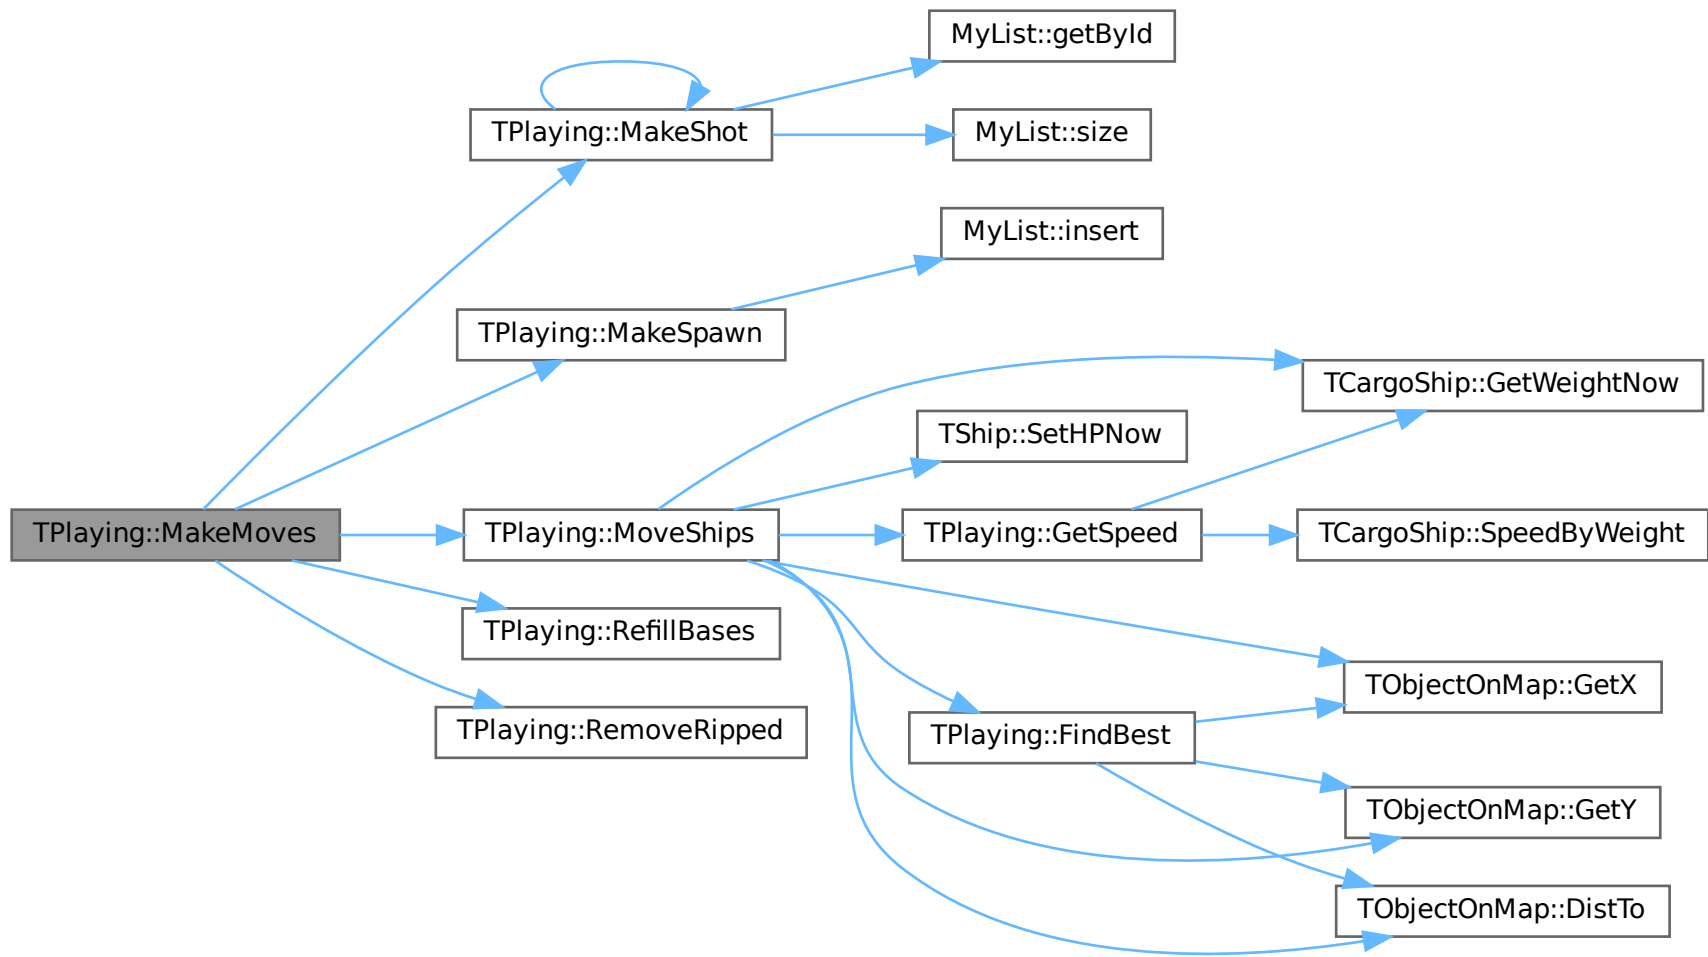 MyList::getById
TPlaying::MakeShot
MyList::size
MyList::insert
TPlaying::MakeSpawn
TCargoShip::GetWeightNow
TShip::SetHPNow
TPlaying::MakeMoves
TPlaying::MoveShips
TPlaying::GetSpeed
TCargoShip::SpeedByWeight
TPlaying::RefillBases
TObjectOnMap::GetX
TPlaying::RemoveRipped
TPlaying::FindBest
TObjectOnMap::GetY
TObjectOnMap::DistTo